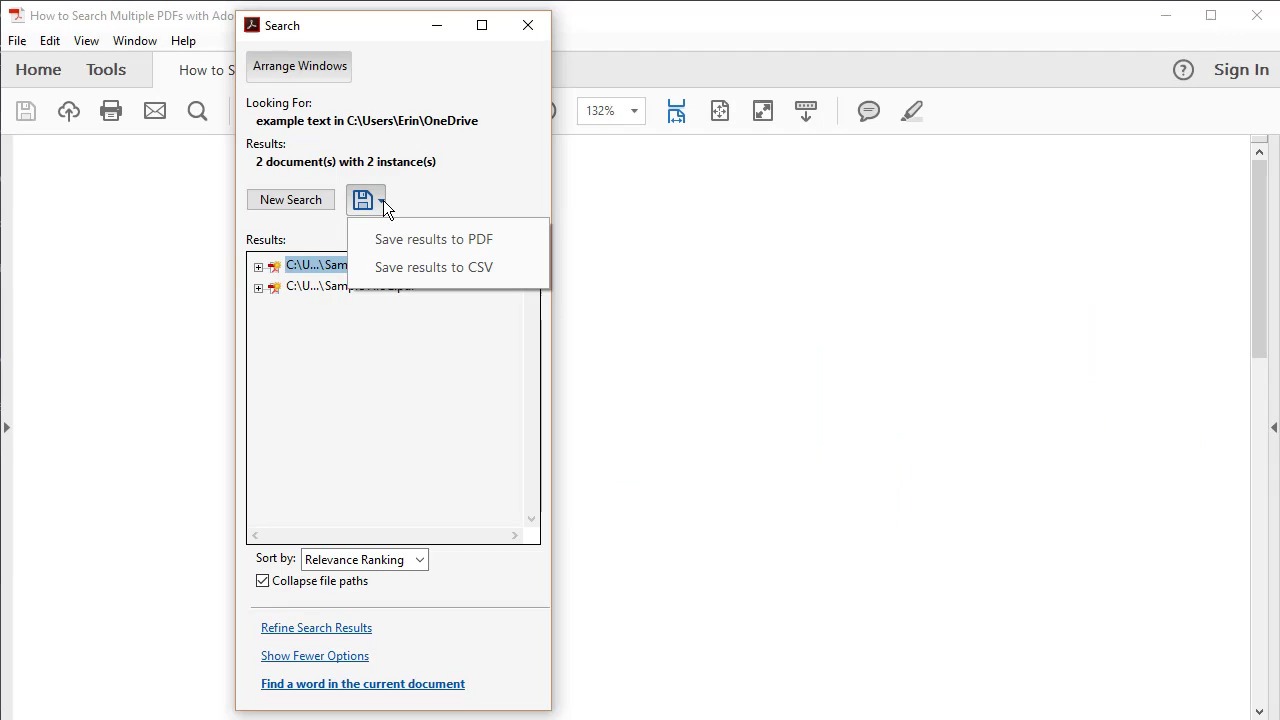 How to Search Multiple PDFs with Ado
Search
File Edit View Window Help
Arrange Windows
Home Tools How to S Sign In
Looking For:
example text in C:\Users\Erin\OneDrive
132%
Results:
2 document(s) with 2 instance(s)
New Search
Save results to PDF
Save results to CSV
Results:
C:\U...\Sam
C:\U...\Sam
Sort by: Relevance Ranking
Collapse file paths
Refine Search Results
Show Fewer Options
Find a word in the current document